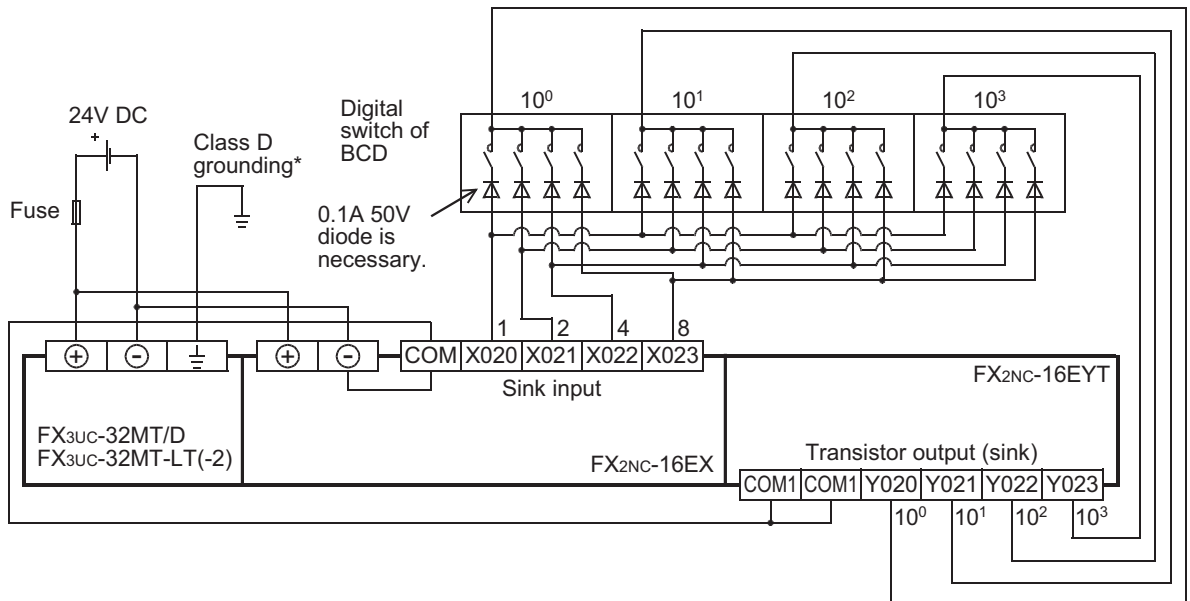 24V DC
+
Fuse
Class D
grounding*
Digital
switch of
BCD
0.1A 50V
diode is
necessary.
10⁰ 10¹ 10² 10³
1 2 4 8
+ - + - COM X020 X021 X022 X023
Sink input
FX3UC-32MT/D
FX3UC-32MT-LT(-2)
FX2NC-16EX
FX2NC-16EYT
Transistor output (sink)
COM1 COM1 Y020 Y021 Y022 Y023
10⁰ 10¹ 10² 10³